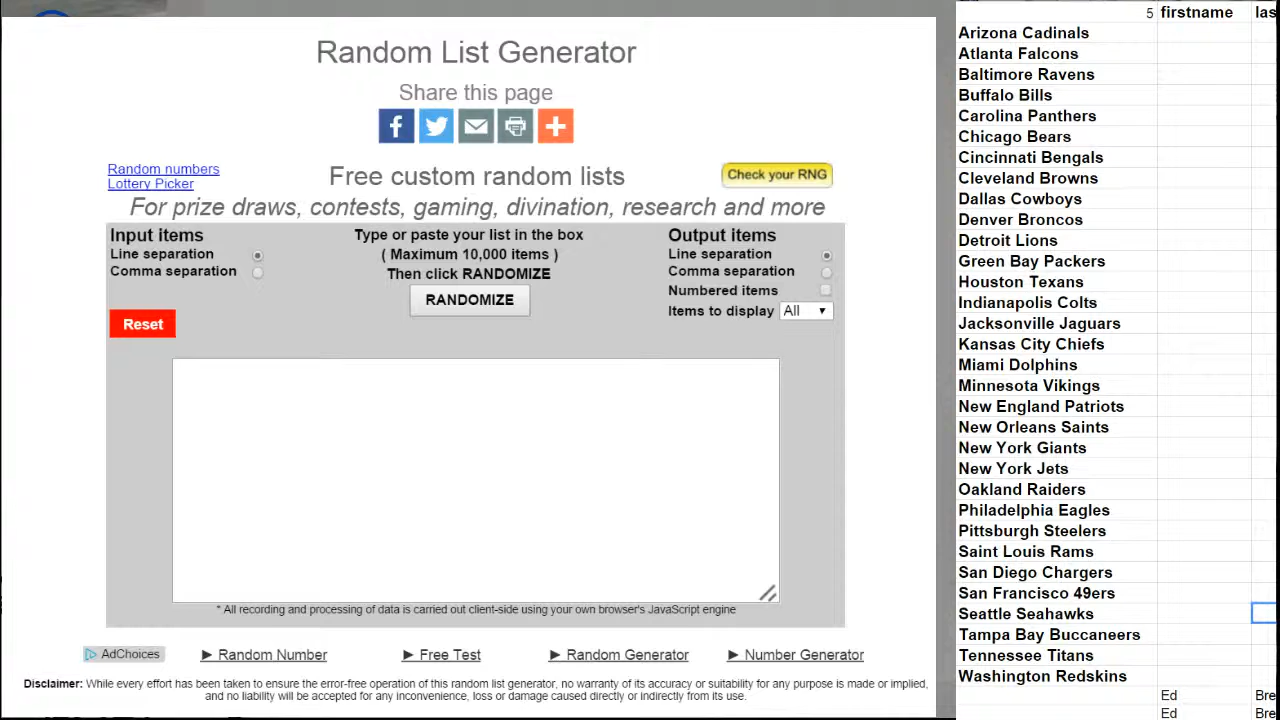 Random List Generator
Share this page
Random numbers
Lottery Picker
Free custom random lists
Check your RNG
For prize draws, contests, gaming, divination, research and more
Input items
Line separation
Comma separation
Reset
Type or paste your list in the box
( Maximum 10,000 items )
Then click RANDOMIZE
RANDOMIZE
Output items
Line separation
Comma separation
Numbered items
Items to display All
* All recording and processing of data is carried out client-side using your own browser's JavaScript engine
AdChoices
► Random Number
► Free Test
► Random Generator
► Number Generator
Disclaimer: While every effort has been taken to ensure the error-free operation of this random list generator, no warranty of its accuracy or suitability for any purpose is made or implied,
and no liability will be accepted for any inconvenience, loss or damage caused directly or indirectly from its use.
5 firstname las
Arizona Cadinals
Atlanta Falcons
Baltimore Ravens
Buffalo Bills
Carolina Panthers
Chicago Bears
Cincinnati Bengals
Cleveland Browns
Dallas Cowboys
Denver Broncos
Detroit Lions
Green Bay Packers
Houston Texans
Indianapolis Colts
Jacksonville Jaguars
Kansas City Chiefs
Miami Dolphins
Minnesota Vikings
New England Patriots
New Orleans Saints
New York Giants
New York Jets
Oakland Raiders
Philadelphia Eagles
Pittsburgh Steelers
Saint Louis Rams
San Diego Chargers
San Francisco 49ers
Seattle Seahawks
Tampa Bay Buccaneers
Tennessee Titans
Washington Redskins
Ed Bre
Ed Bre